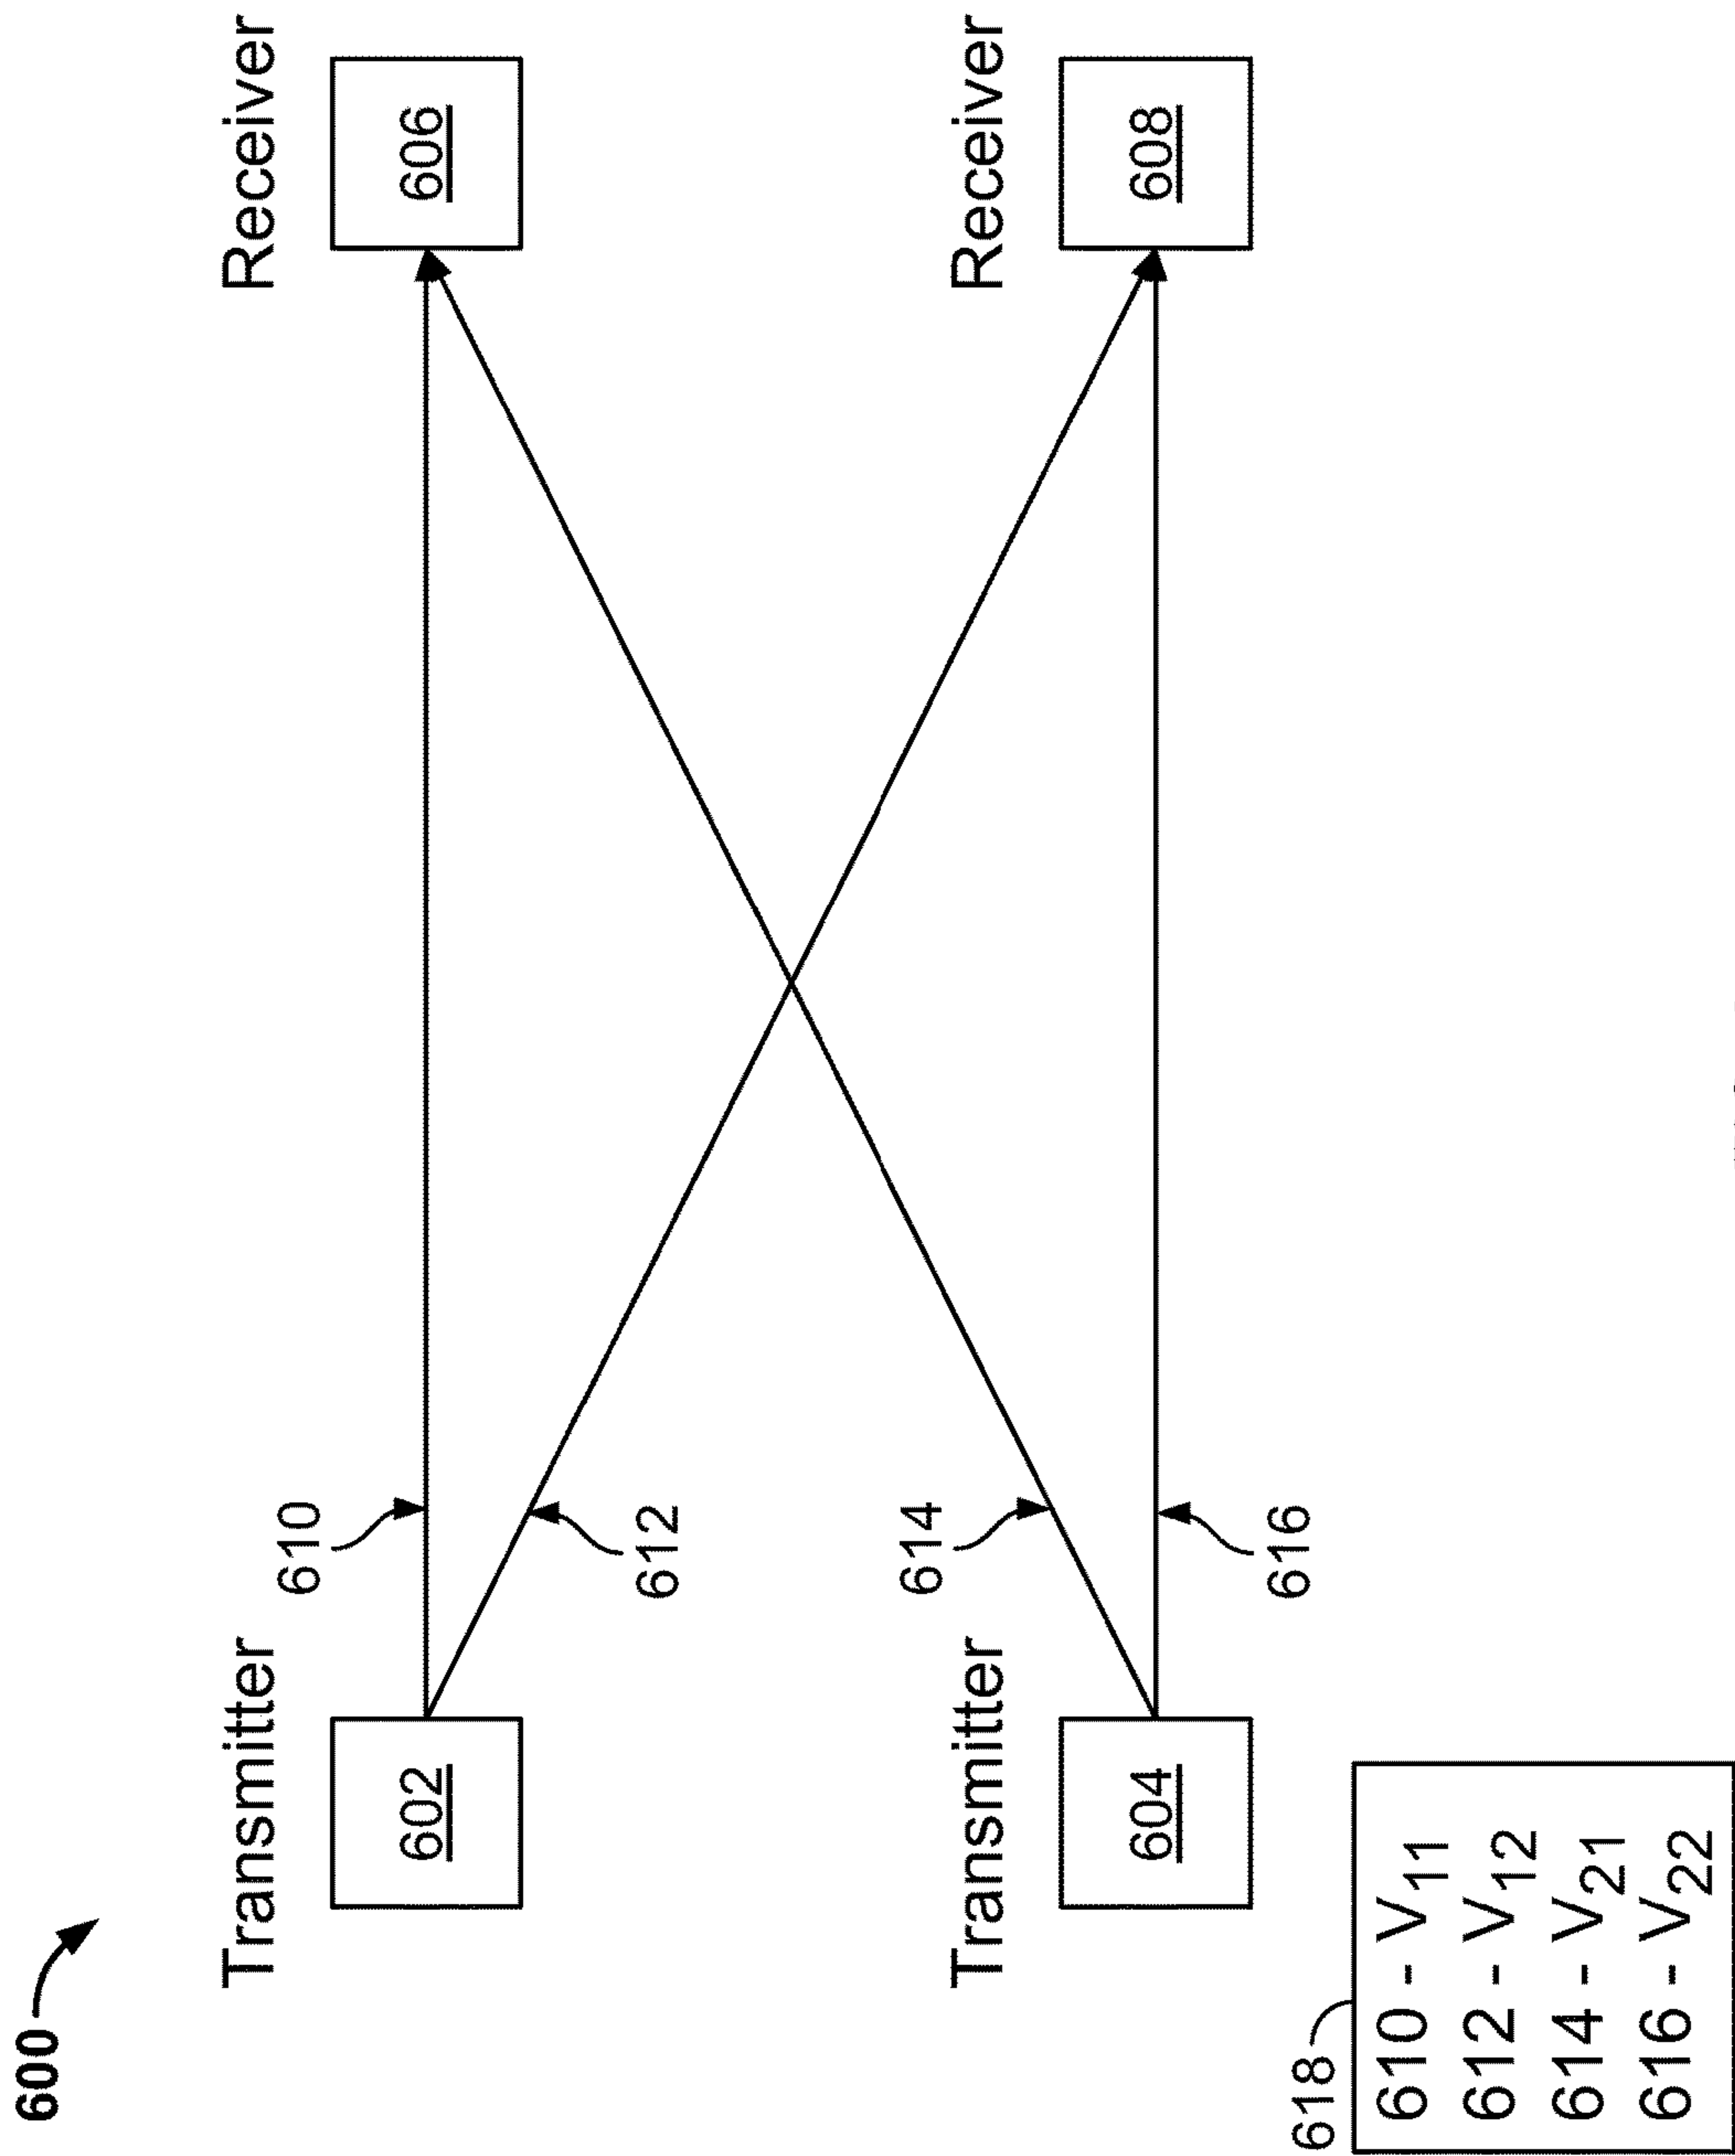 600
Transmitter
Receiver
602
606
610
612
Transmitter
Receiver
614
604
608
616
618
610 - V₁₁
612 - V₁₂
614 - V₂₁
616 - V₂₂